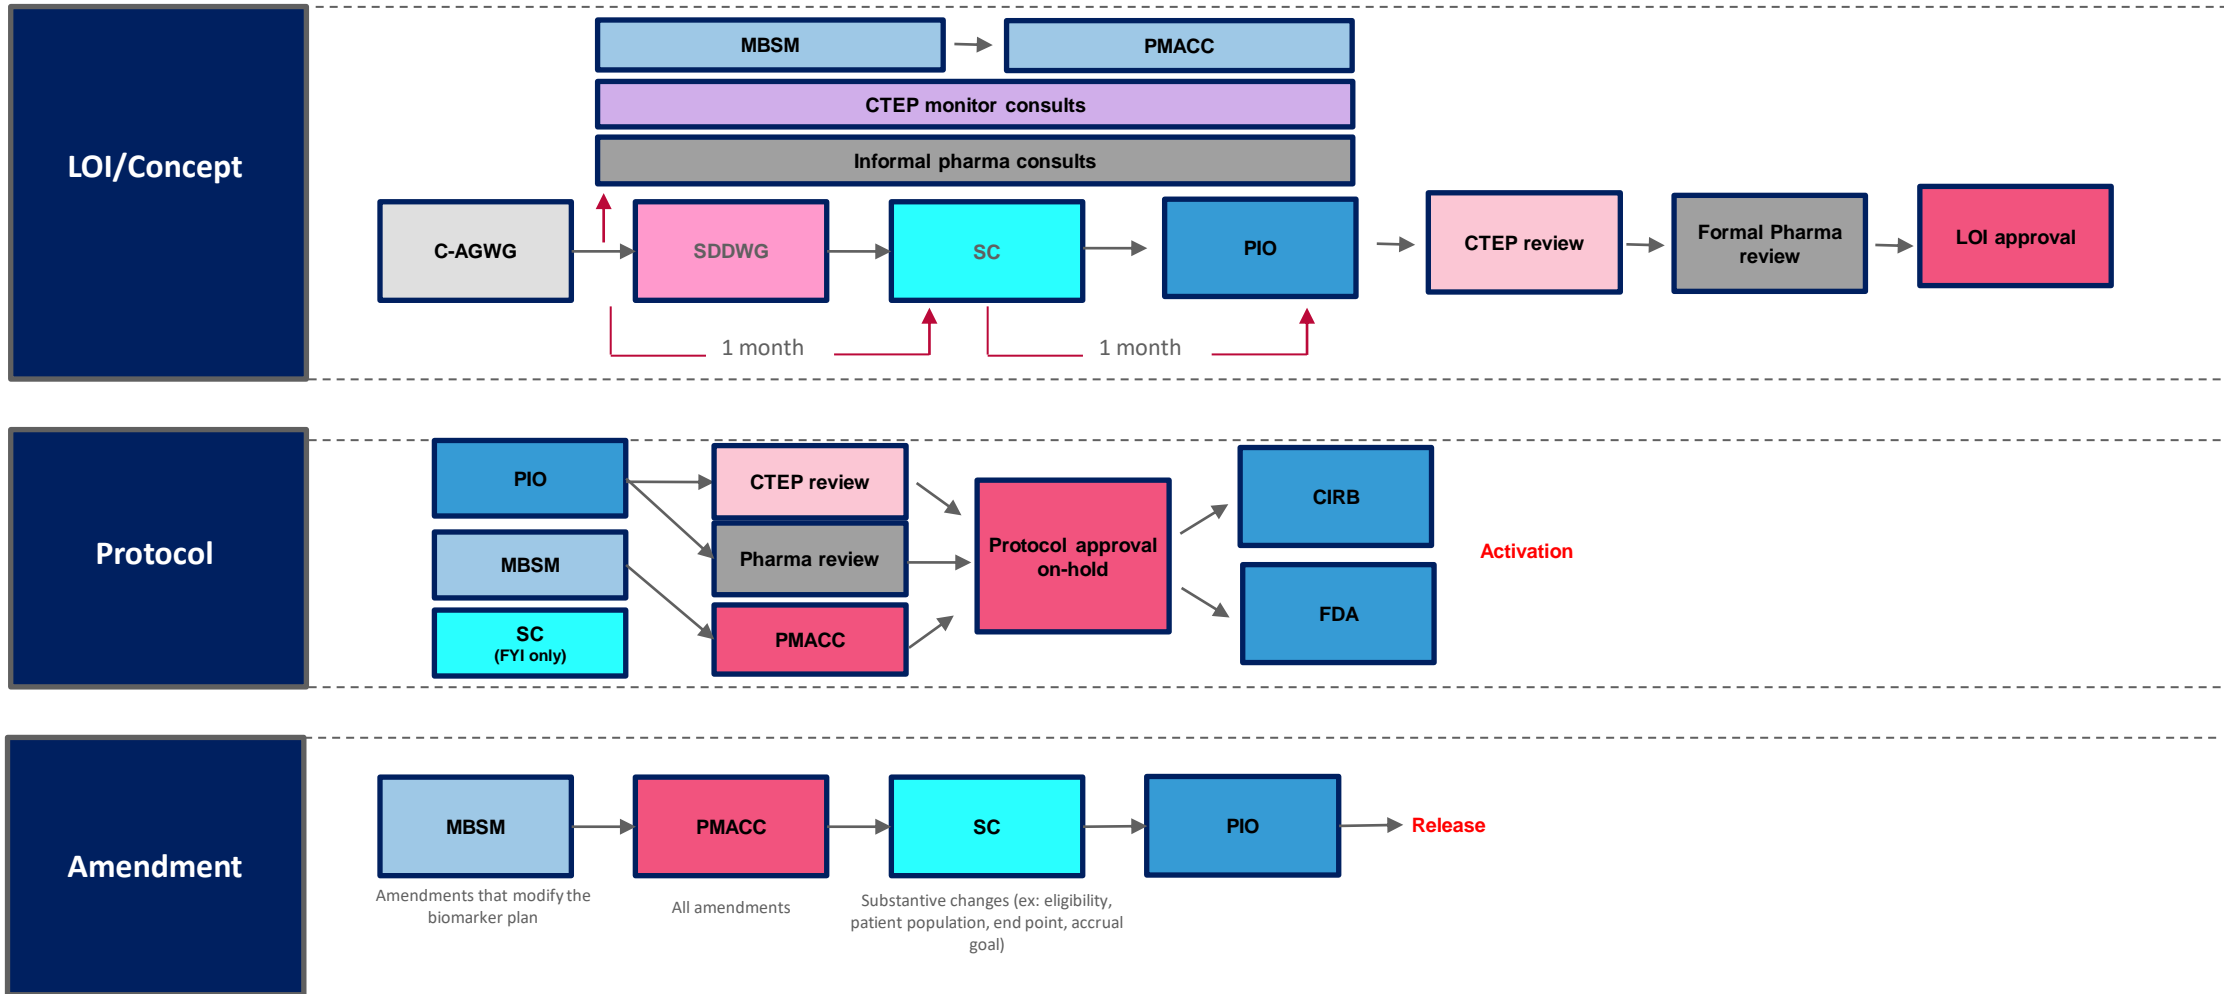 LOI/Concept
MBSM
PMACC
CTEP monitor consults
Informal pharma consults
C-AGWG
SDDWG
SC
PIO
CTEP review
Formal Pharma
review
LOI approval
1 month
1 month
Protocol
PIO
MBSM
SC
(FYI only)
CTEP review
Pharma review
PMACC
Protocol approval
on-hold
CIRB
FDA
Activation
Amendment
MBSM
PMACC
SC
PIO
Release
Amendments that modify the
biomarker plan
All amendments
Substantive changes (ex: eligibility,
patient population, end point, accrual
goal)